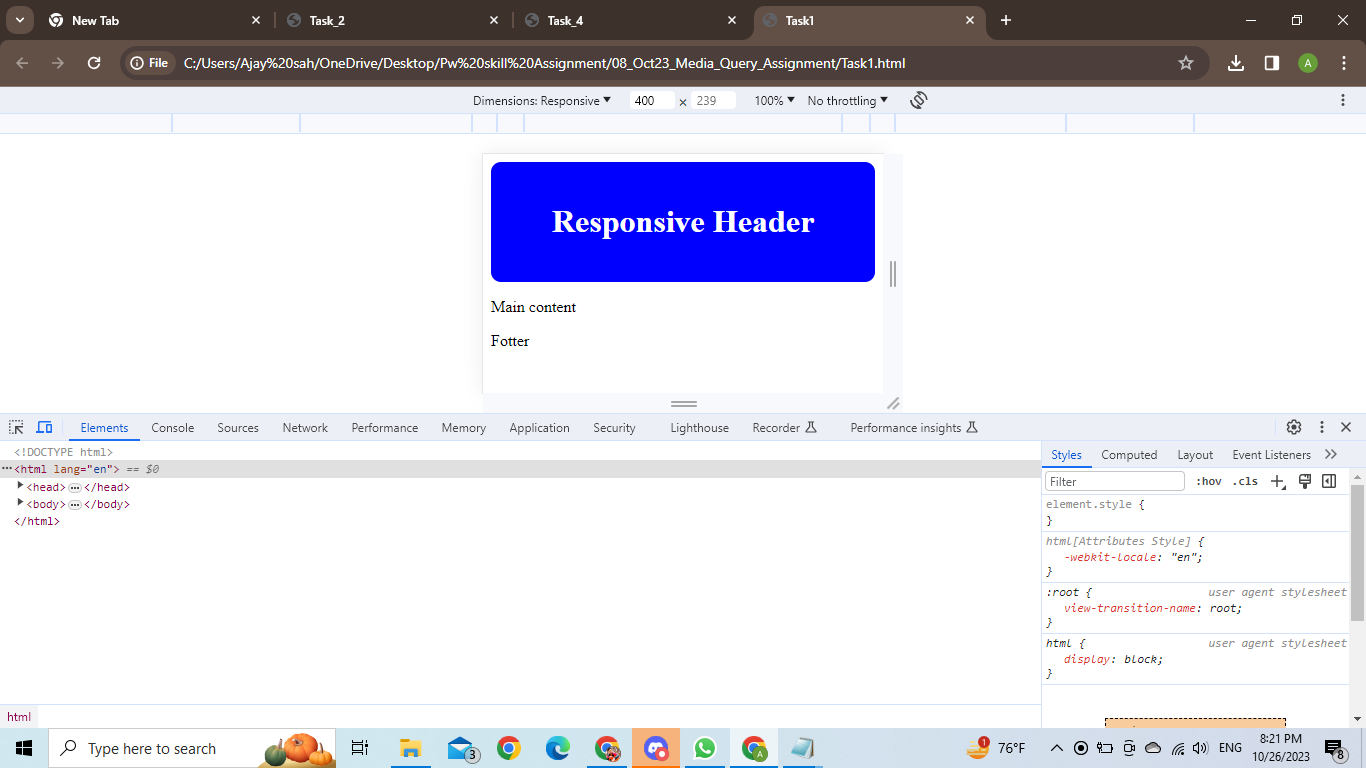 New Tab
Task_2
Task_4
Task1
File
C:/Users/Ajay%20sah/OneDrive/Desktop/Pw%20skill%20Assignment/08_Oct23_Media_Query_Assignment/Task1.html
A
Dimensions: Responsive 400 × 239 100% No throttling
Responsive Header
Main content
Fotter
Elements Console Sources Network Performance Memory Application Security Lighthouse Recorder Performance insights
<!DOCTYPE html>
<html lang="en"> == $0
<head> </head>
<body> </body>
</html>
html
Styles Computed Layout Event Listeners
Filter :hov .cls
element.style {
}
html[Attributes Style] {
-webkit-locale: "en";
}
:root { user agent stylesheet
view-transition-name: root;
}
html { user agent stylesheet
display: block;
}
Type here to search
3
A
1
76°F
ENG
8:21 PM
10/26/2023
8